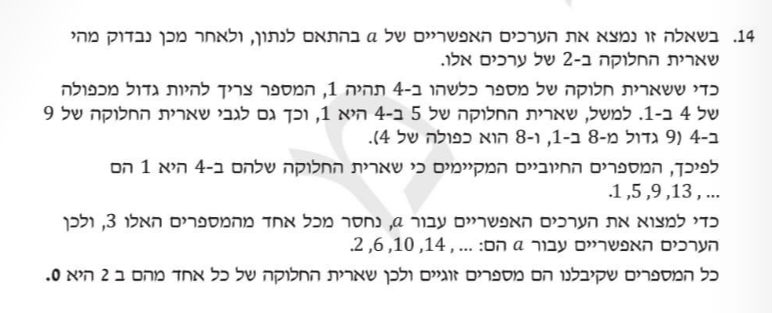 14. בשאלה זו נמצא את הערכים האפשריים של a בהתאם לנתון, ולאחר מכן נבדוק מהי
שארית החלוקה ב-2 של ערכים אלו.
כדי ששארית חלוקה של מספר כלשהו ב-4 תהיה 1, המספר צריך להיות גדול מכפולה
של 4 ב-1. למשל, שארית החלוקה של 5 ב-4 היא 1, וכך גם לגבי שארית החלוקה של 9
ב-4 (9 גדול מ-8 ב-1, ו-8 הוא כפולה של 4).
לפיכך, המספרים החיוביים המקיימים כי שארית החלוקה שלהם ב-4 היא 1 הם
1, 5, 9, 13, ....
כדי למצוא את הערכים האפשריים עבור a, נחסר מכל אחד מהמספרים האלו 3, ולכן
הערכים האפשריים עבור a הם: ... , 14, 10, 6, 2.
כל המספרים שקיבלנו הם מספרים זוגיים ולכן שארית החלוקה של כל אחד מהם ב 2 היא 0.